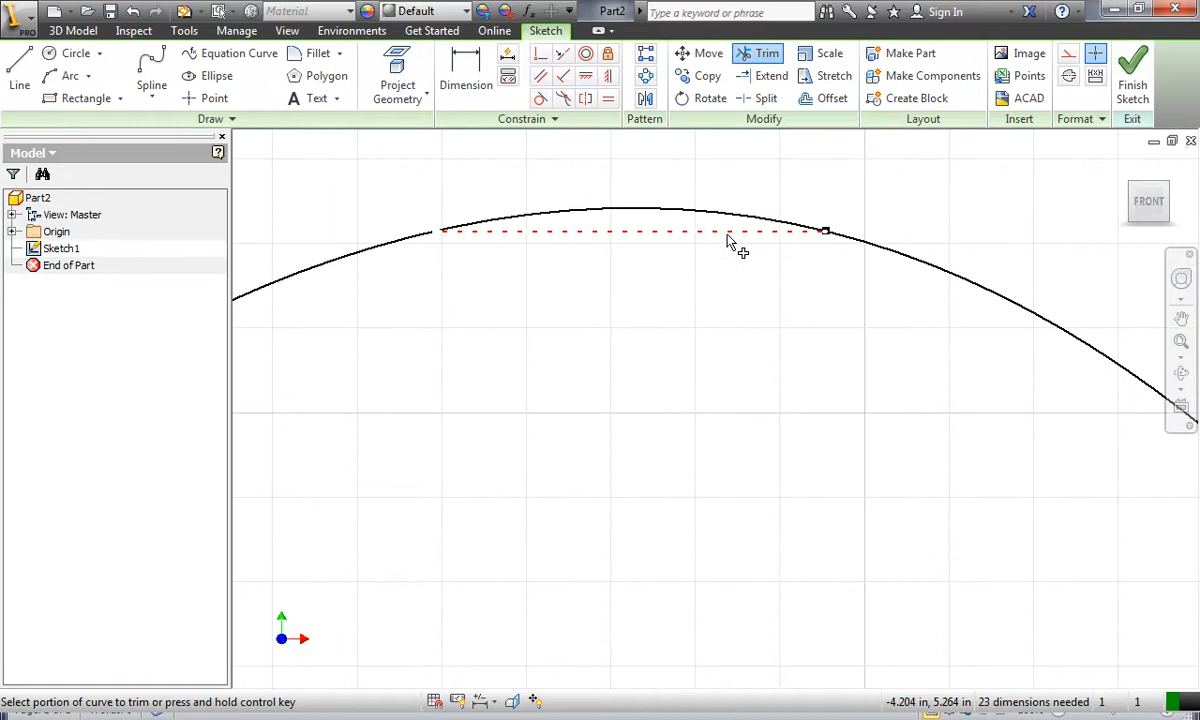 PRO
Material
Default
Part2
Type a keyword or phrase
Sign In
3D Model
Inspect
Tools
Manage
View
Environments
Get Started
Online
Sketch
Line
Circle
Arc
Rectangle
Spline
Equation Curve
Ellipse
Point
Fillet
Polygon
Text
Project
Geometry
Dimension
Pattern
Move
Copy
Rotate
Trim
Extend
Split
Scale
Stretch
Offset
Make Part
Make Components
Create Block
Image
Points
ACAD
Finish
Sketch
Draw
Constrain
Modify
Layout
Insert
Format
Exit
Model
Part2
View: Master
Origin
Sketch1
End of Part
FRONT
Select portion of curve to trim or press and hold control key
-4.204 in, 5.264 in 23 dimensions needed 1 1